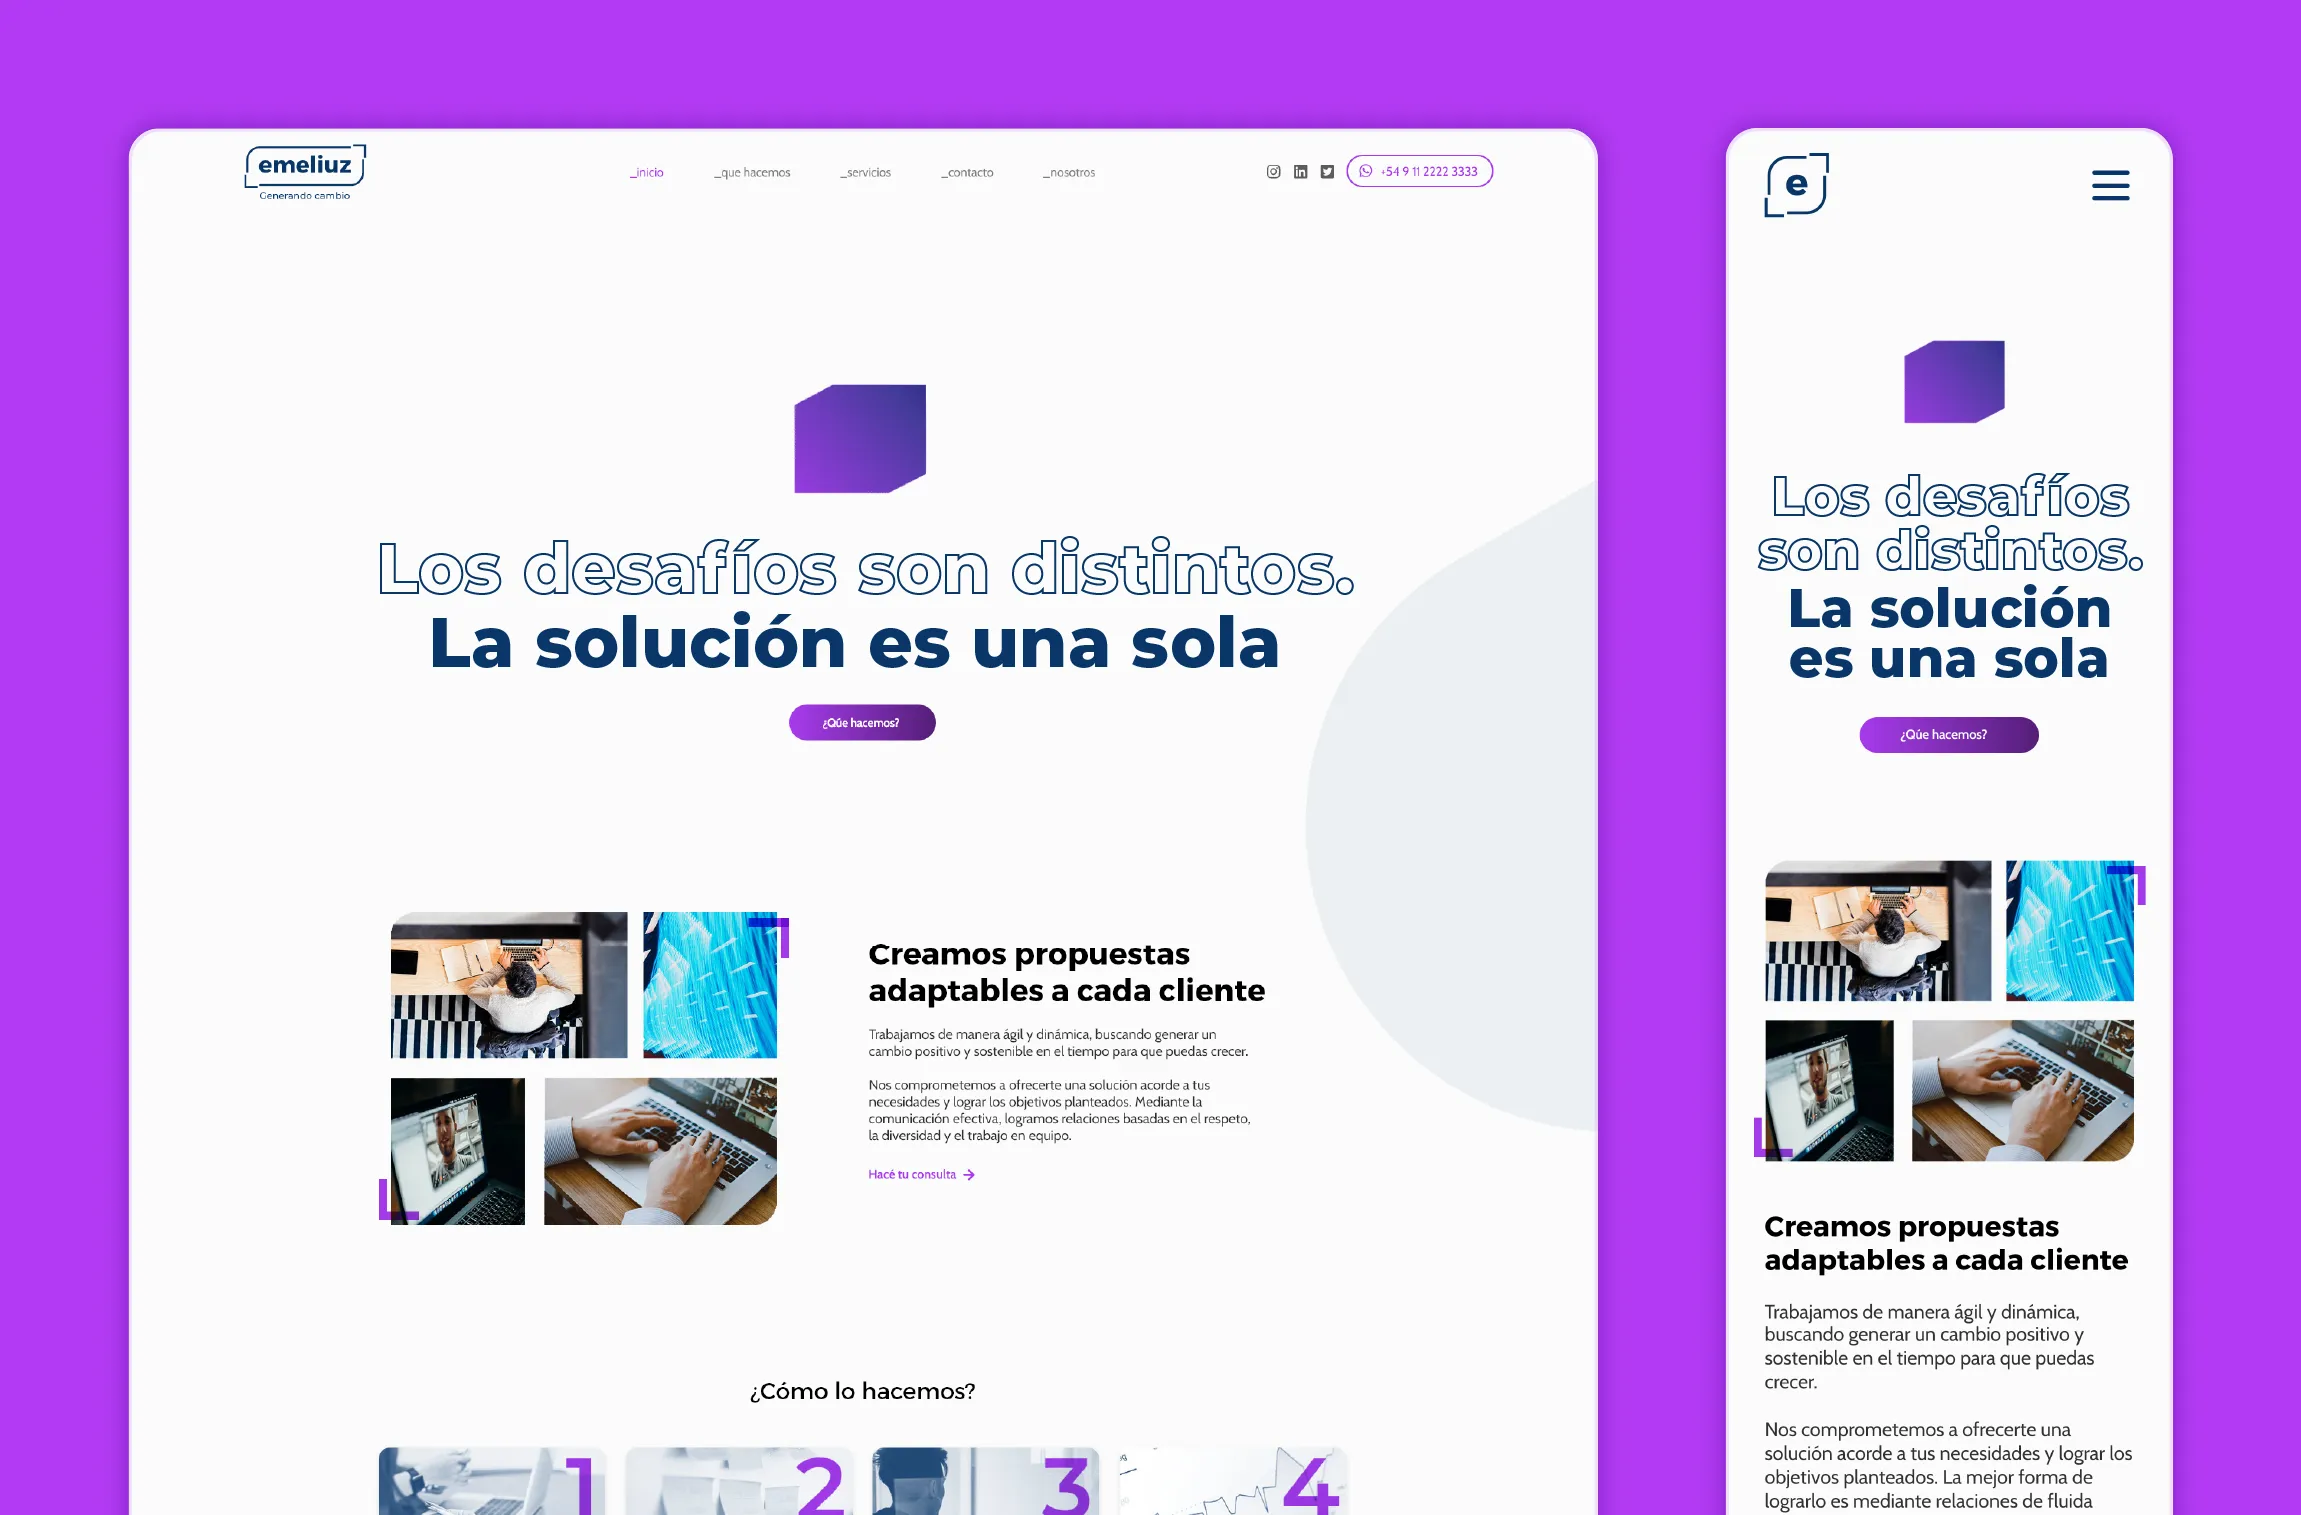 emeliuz
Generando cambio
_inicio
_que hacemos
_servicios
_contacto
_nosotros
+54 9 11 2222 3333
Los desafíos son distintos.
La solución es una sola
¿Qúe hacemos?
Creamos propuestas
adaptables a cada cliente
Trabajamos de manera ágil y dinámica, buscando generar un
cambio positivo y sostenible en el tiempo para que puedas crecer.
Nos comprometemos a ofrecerte una solución acorde a tus
necesidades y lograr los objetivos planteados. Mediante la
comunicación efectiva, logramos relaciones basadas en el respeto,
la diversidad y el trabajo en equipo.
Hacé tu consulta
¿Cómo lo hacemos?
1
2
3
4
e
Los desafíos
son distintos.
La solución
es una sola
¿Qúe hacemos?
Creamos propuestas
adaptables a cada cliente
Trabajamos de manera ágil y dinámica,
buscando generar un cambio positivo y
sostenible en el tiempo para que puedas
crecer.
Nos comprometemos a ofrecerte una
solución acorde a tus necesidades y lograr los
objetivos planteados. La mejor forma de
lograrlo es mediante relaciones de fluida